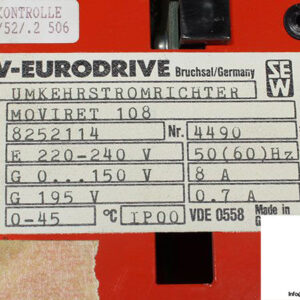 KONTROLLE
/52/.2 506
V-EURODRIVE Bruchsal/Germany SEW
UMKEHRSTROMRICHTER
MOVIRET 108
8252114 Nr. 4490
E 220-240 V 50(60)Hz
G 0...150 V 8 A
G 195 V 0.7 A
0-45 °C IP00 VDE 0558 Made in